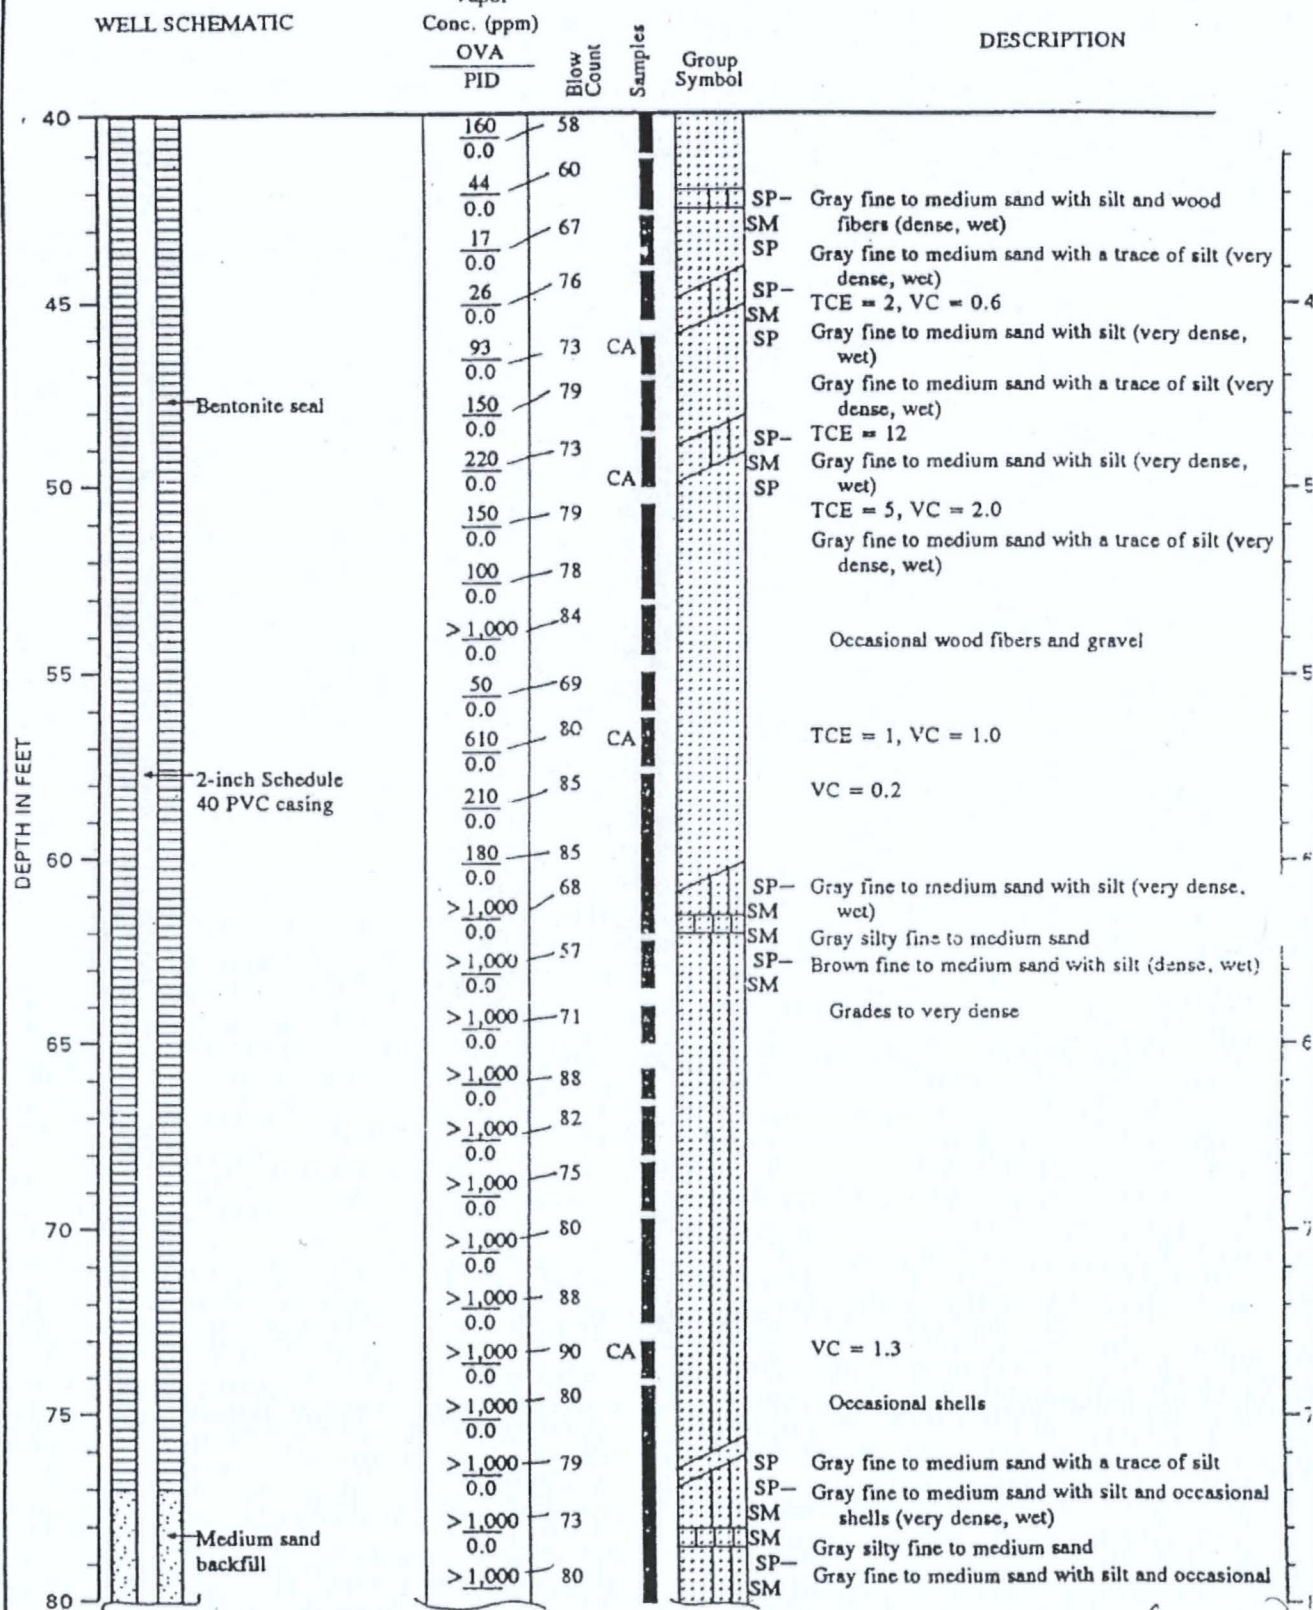 WELL SCHEMATIC
Conc. (ppm)
OVA
PID
Blow Count
Samples
Group
Symbol
DESCRIPTION
DEPTH IN FEET
40
45
50
55
60
65
70
75
80
Bentonite seal
2-inch Schedule
40 PVC casing
Medium sand
backfill
160 58
0.0
44 60
0.0
17 67
0.0
26 76
0.0
93 73 CA
0.0
150 79
0.0
220 73 CA
0.0
150 79
0.0
100 78
0.0
>1,000 84
0.0
50 69
0.0
610 80 CA
0.0
210 85
0.0
180 85
0.0
>1,000 68
0.0
>1,000 57
0.0
>1,000 71
0.0
>1,000 88
0.0
>1,000 82
0.0
>1,000 75
0.0
>1,000 80
0.0
>1,000 88
0.0
>1,000 90 CA
0.0
>1,000 80
0.0
>1,000 79
0.0
>1,000 73
0.0
>1,000 80
0.0
SP– Gray fine to medium sand with silt and wood
SM fibers (dense, wet)
SP Gray fine to medium sand with a trace of silt (very
dense, wet)
SP– TCE = 2, VC = 0.6
SM Gray fine to medium sand with silt (very dense,
SP wet)
Gray fine to medium sand with a trace of silt (very
dense, wet)
SP– TCE = 12
SM Gray fine to medium sand with silt (very dense,
SP wet)
TCE = 5, VC = 2.0
Gray fine to medium sand with a trace of silt (very
dense, wet)
Occasional wood fibers and gravel
TCE = 1, VC = 1.0
VC = 0.2
SP– Gray fine to medium sand with silt (very dense,
SM wet)
SM Gray silty fine to medium sand
SP– Brown fine to medium sand with silt (dense, wet)
SM
Grades to very dense
VC = 1.3
Occasional shells
SP Gray fine to medium sand with a trace of silt
SP– Gray fine to medium sand with silt and occasional
SM shells (very dense, wet)
SM Gray silty fine to medium sand
SP– Gray fine to medium sand with silt and occasional
SM